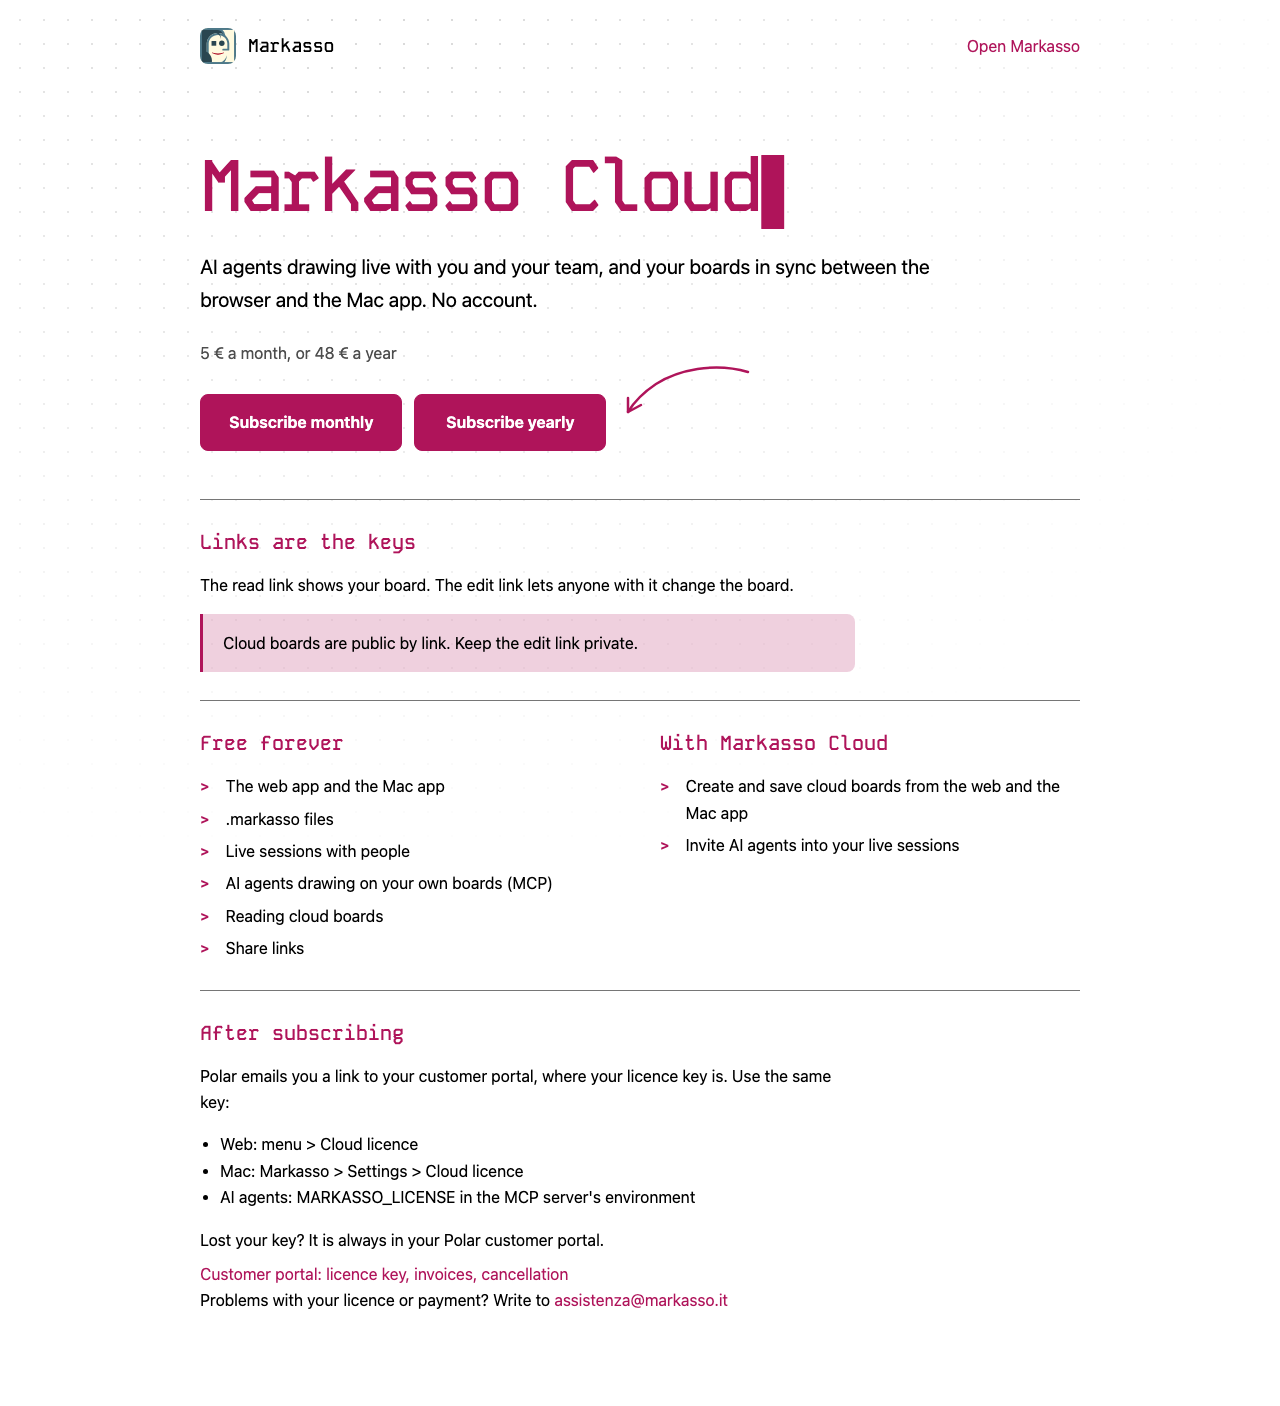 Markasso
Open Markasso
Markasso Cloud
AI agents drawing live with you and your team, and your boards in sync between the
browser and the Mac app. No account.
5 € a month, or 48 € a year
Subscribe monthly
Subscribe yearly
Links are the keys
The read link shows your board. The edit link lets anyone with it change the board.
Cloud boards are public by link. Keep the edit link private.
Free forever
> The web app and the Mac app
> .markasso files
> Live sessions with people
> AI agents drawing on your own boards (MCP)
> Reading cloud boards
> Share links
With Markasso Cloud
> Create and save cloud boards from the web and the
Mac app
> Invite AI agents into your live sessions
After subscribing
Polar emails you a link to your customer portal, where your licence key is. Use the same
key:
• Web: menu > Cloud licence
• Mac: Markasso > Settings > Cloud licence
• AI agents: MARKASSO_LICENSE in the MCP server's environment
Lost your key? It is always in your Polar customer portal.
Customer portal: licence key, invoices, cancellation
Problems with your licence or payment? Write to assistenza@markasso.it